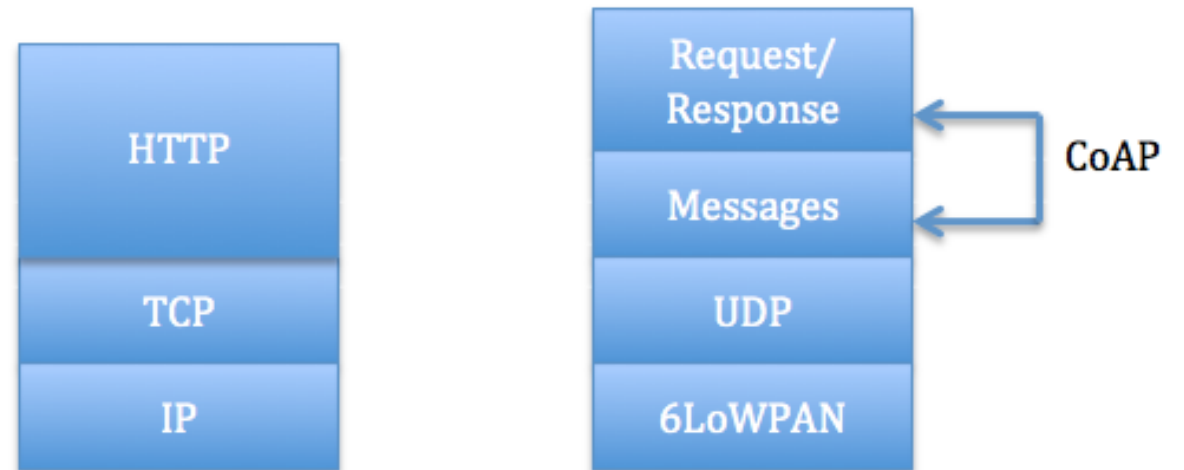 HTTP
TCP
IP
Request/
Response
Messages
UDP
6LoWPAN
CoAP